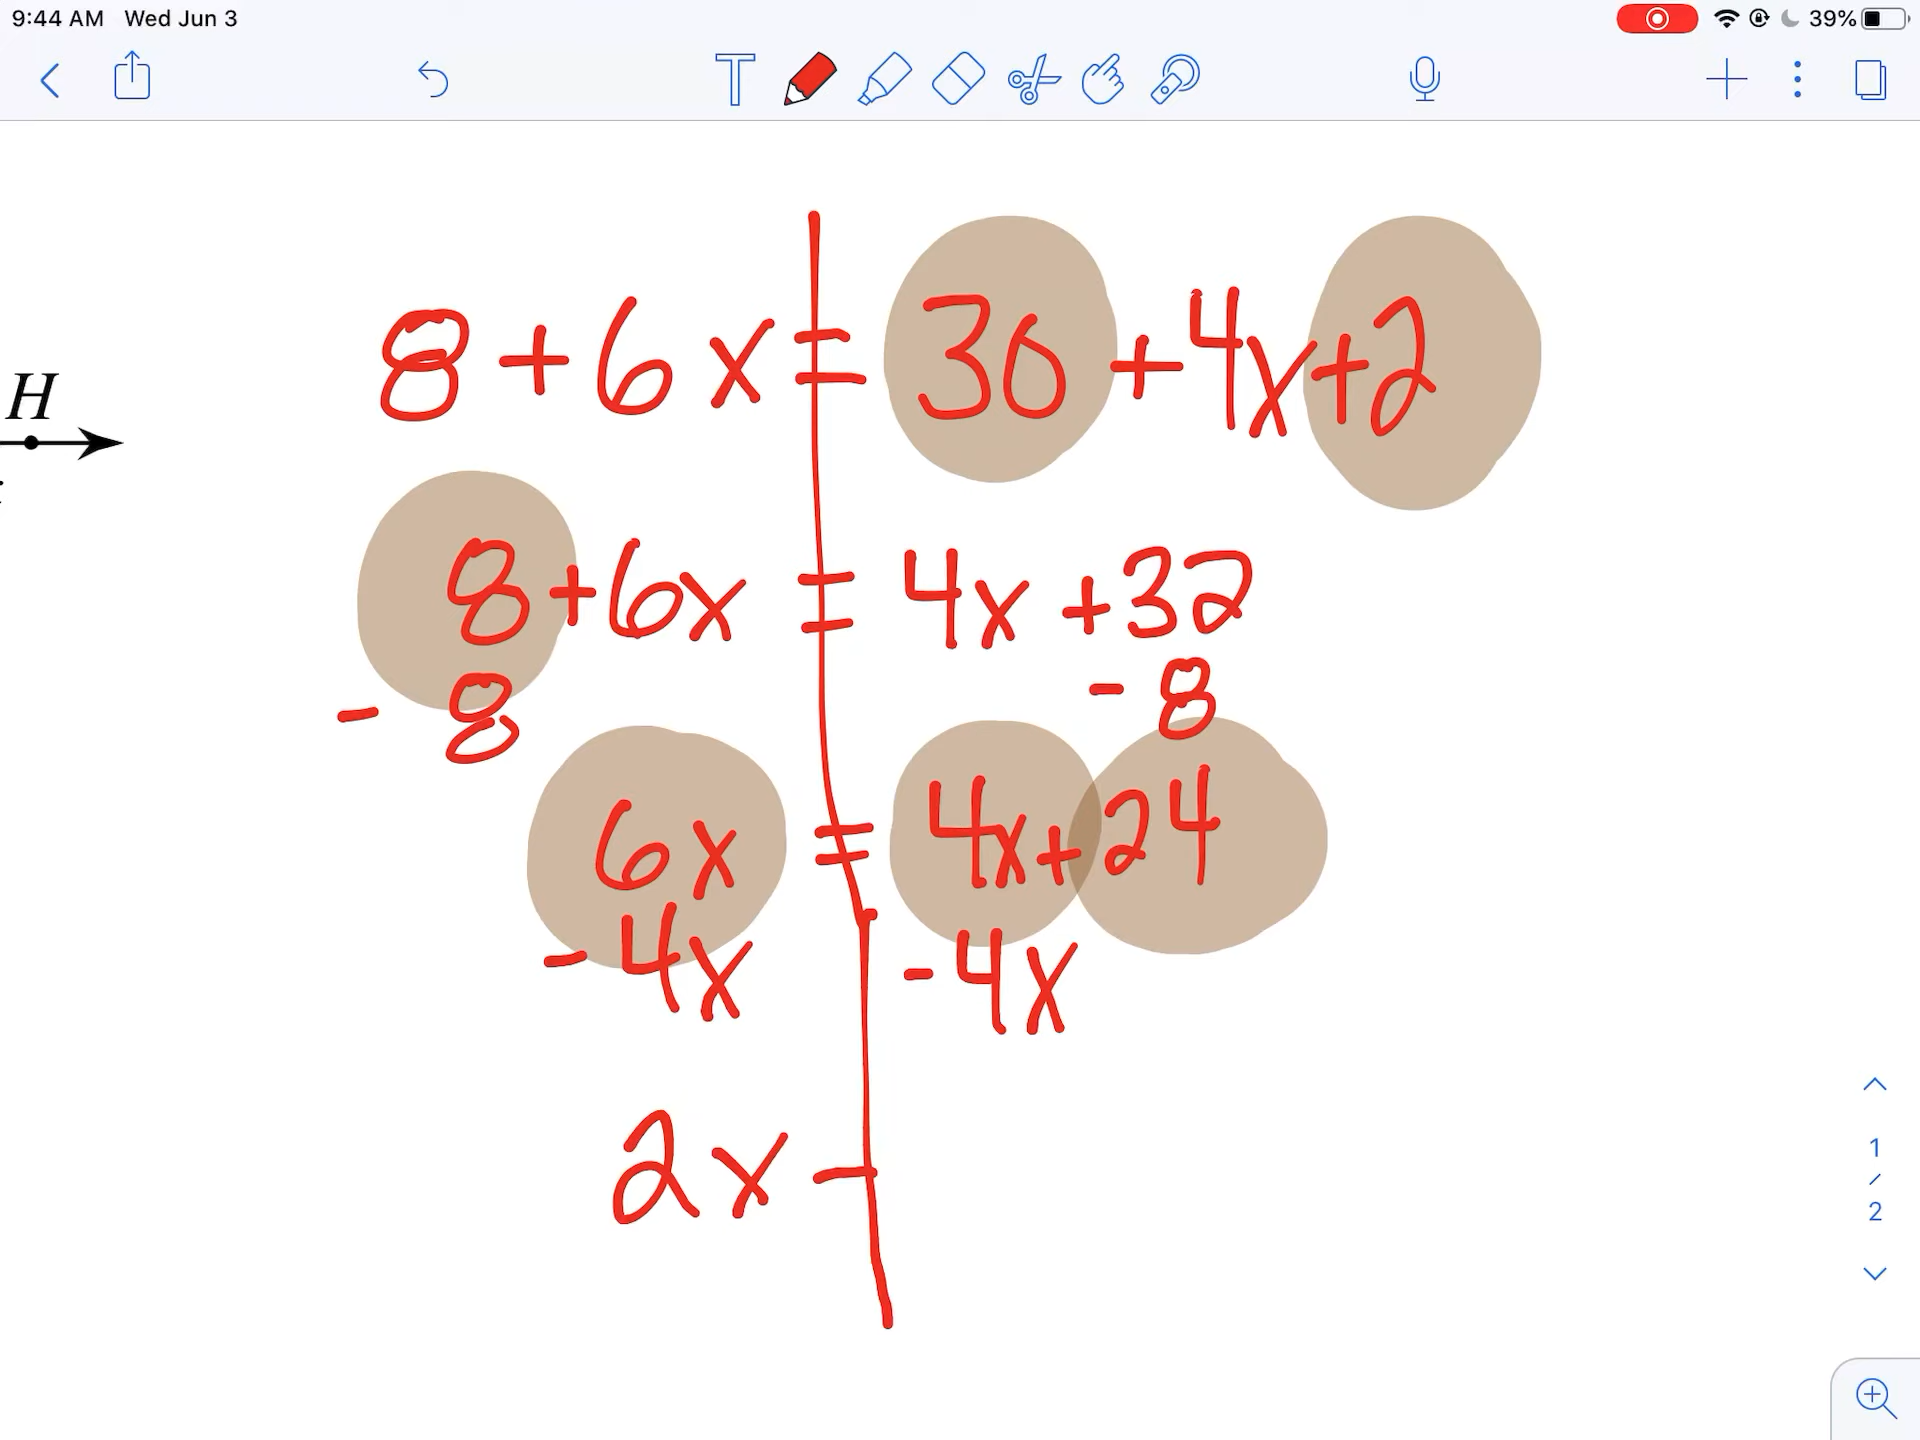 9:44 AM Wed Jun 3
39%
T
8 + 6x = 30 + 4x + 2
H
8 + 6x = 4x + 32
- 8 - 8
6x = 4x + 24
- 4x - 4x
2x -
1
/
2